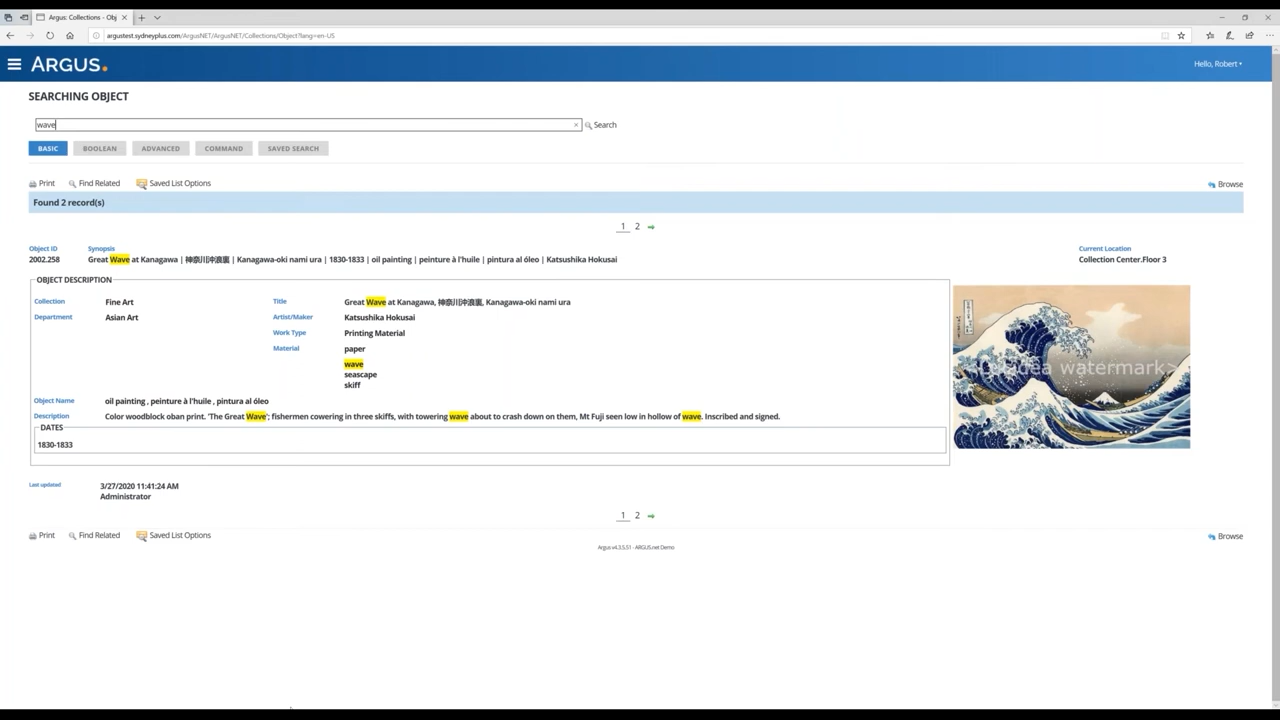 Argus: Collections - Obj
argustest.sydneyplus.com/ArgusNET/ArgusNET/Collections/Object?lang=en-US
ARGUS.
Hello, Robert
SEARCHING OBJECT
wave
Search
BASIC BOOLEAN ADVANCED COMMAND SAVED SEARCH
Print Find Related Saved List Options Browse
Found 2 record(s)
1 2
Object ID Synopsis Current Location
2002.258 Great Wave at Kanagawa | 神奈川沖浪裏 | Kanagawa-oki nami ura | 1830-1833 | oil painting | peinture à l'huile | pintura al óleo | Katsushika Hokusai Collection Center.Floor 3
OBJECT DESCRIPTION
Collection Fine Art Title Great Wave at Kanagawa, 神奈川沖浪裏, Kanagawa-oki nami ura
Department Asian Art Artist/Maker Katsushika Hokusai
Work Type Printing Material
Material paper
wave
seascape
skiff
Object Name oil painting , peinture à l'huile , pintura al óleo
Description Color woodblock oban print. 'The Great Wave'; fishermen cowering in three skiffs, with towering wave about to crash down on them, Mt Fuji seen low in hollow of wave. Inscribed and signed.
DATES
1830-1833
watermark>
Last updated 3/27/2020 11:41:24 AM
Administrator
1 2
Print Find Related Saved List Options Browse
Argus v4.3.5.51 - ARGUS.net Demo